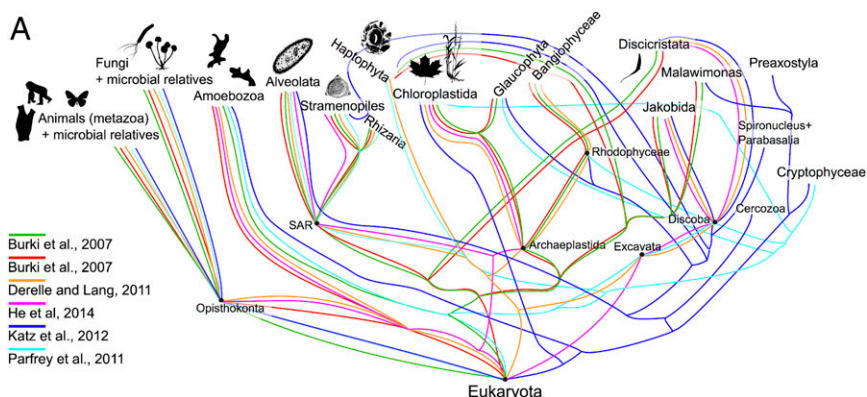 A
Fungi
+ microbial relatives
Animals (metazoa)
+ microbial relatives
Amoebozoa
Alveolata
Stramenopiles
Rhizaria
Haptophyta
Chloroplastida
Glaucophyta
Bangiophyceae
Rhodophyceae
Discicristata
Malawimonas
Jakobida
Preaxostyla
Spironucleus+
Parabasalia
Cryptophyceae
Cercozoa
Discoba
Excavata
Archaeplastida
SAR
Opisthokonta
Eukaryota
Burki et al., 2007
Burki et al., 2007
Derelle and Lang, 2011
He et al, 2014
Katz et al., 2012
Parfrey et al., 2011